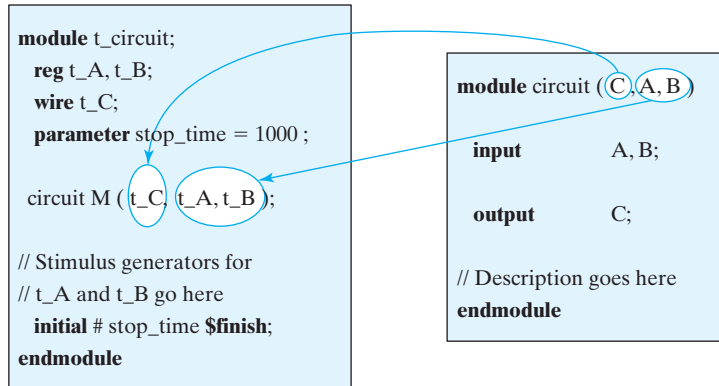 module t_circuit;
reg t_A, t_B;
wire t_C;
parameter stop_time = 1000 ;
circuit M ( t_C, t_A, t_B );
// Stimulus generators for
// t_A and t_B go here
initial # stop_time $finish;
endmodule
module circuit ( C , A, B )
input A, B;
output C;
// Description goes here
endmodule